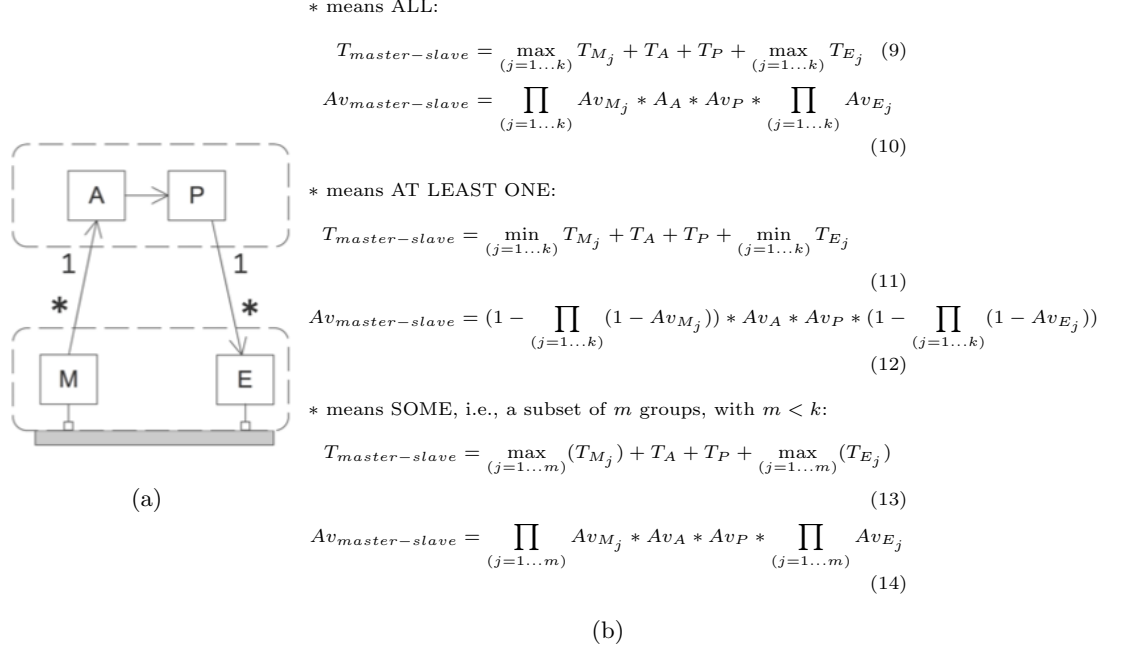 ∗ means ALL:
T_{master−slave} = max_{(j=1...k)} T_{M_j} + T_A + T_P + max_{(j=1...k)} T_{E_j} (9)
Av_{master−slave} = ∏_{(j=1...k)} Av_{M_j} ∗ A_A ∗ Av_P ∗ ∏_{(j=1...k)} Av_{E_j}
(10)
A
P
1
1
*
*
M
E
(a)
∗ means AT LEAST ONE:
T_{master−slave} = min_{(j=1...k)} T_{M_j} + T_A + T_P + min_{(j=1...k)} T_{E_j}
(11)
Av_{master−slave} = (1− ∏_{(j=1...k)} (1 − Av_{M_j})) ∗ Av_A ∗ Av_P ∗ (1− ∏_{(j=1...k)} (1 − Av_{E_j}))
(12)
∗ means SOME, i.e., a subset of m groups, with m < k:
T_{master−slave} = max_{(j=1...m)} (T_{M_j}) + T_A + T_P + max_{(j=1...m)} (T_{E_j})
(13)
Av_{master−slave} = ∏_{(j=1...m)} Av_{M_j} ∗ Av_A ∗ Av_P ∗ ∏_{(j=1...m)} Av_{E_j}
(14)
(b)